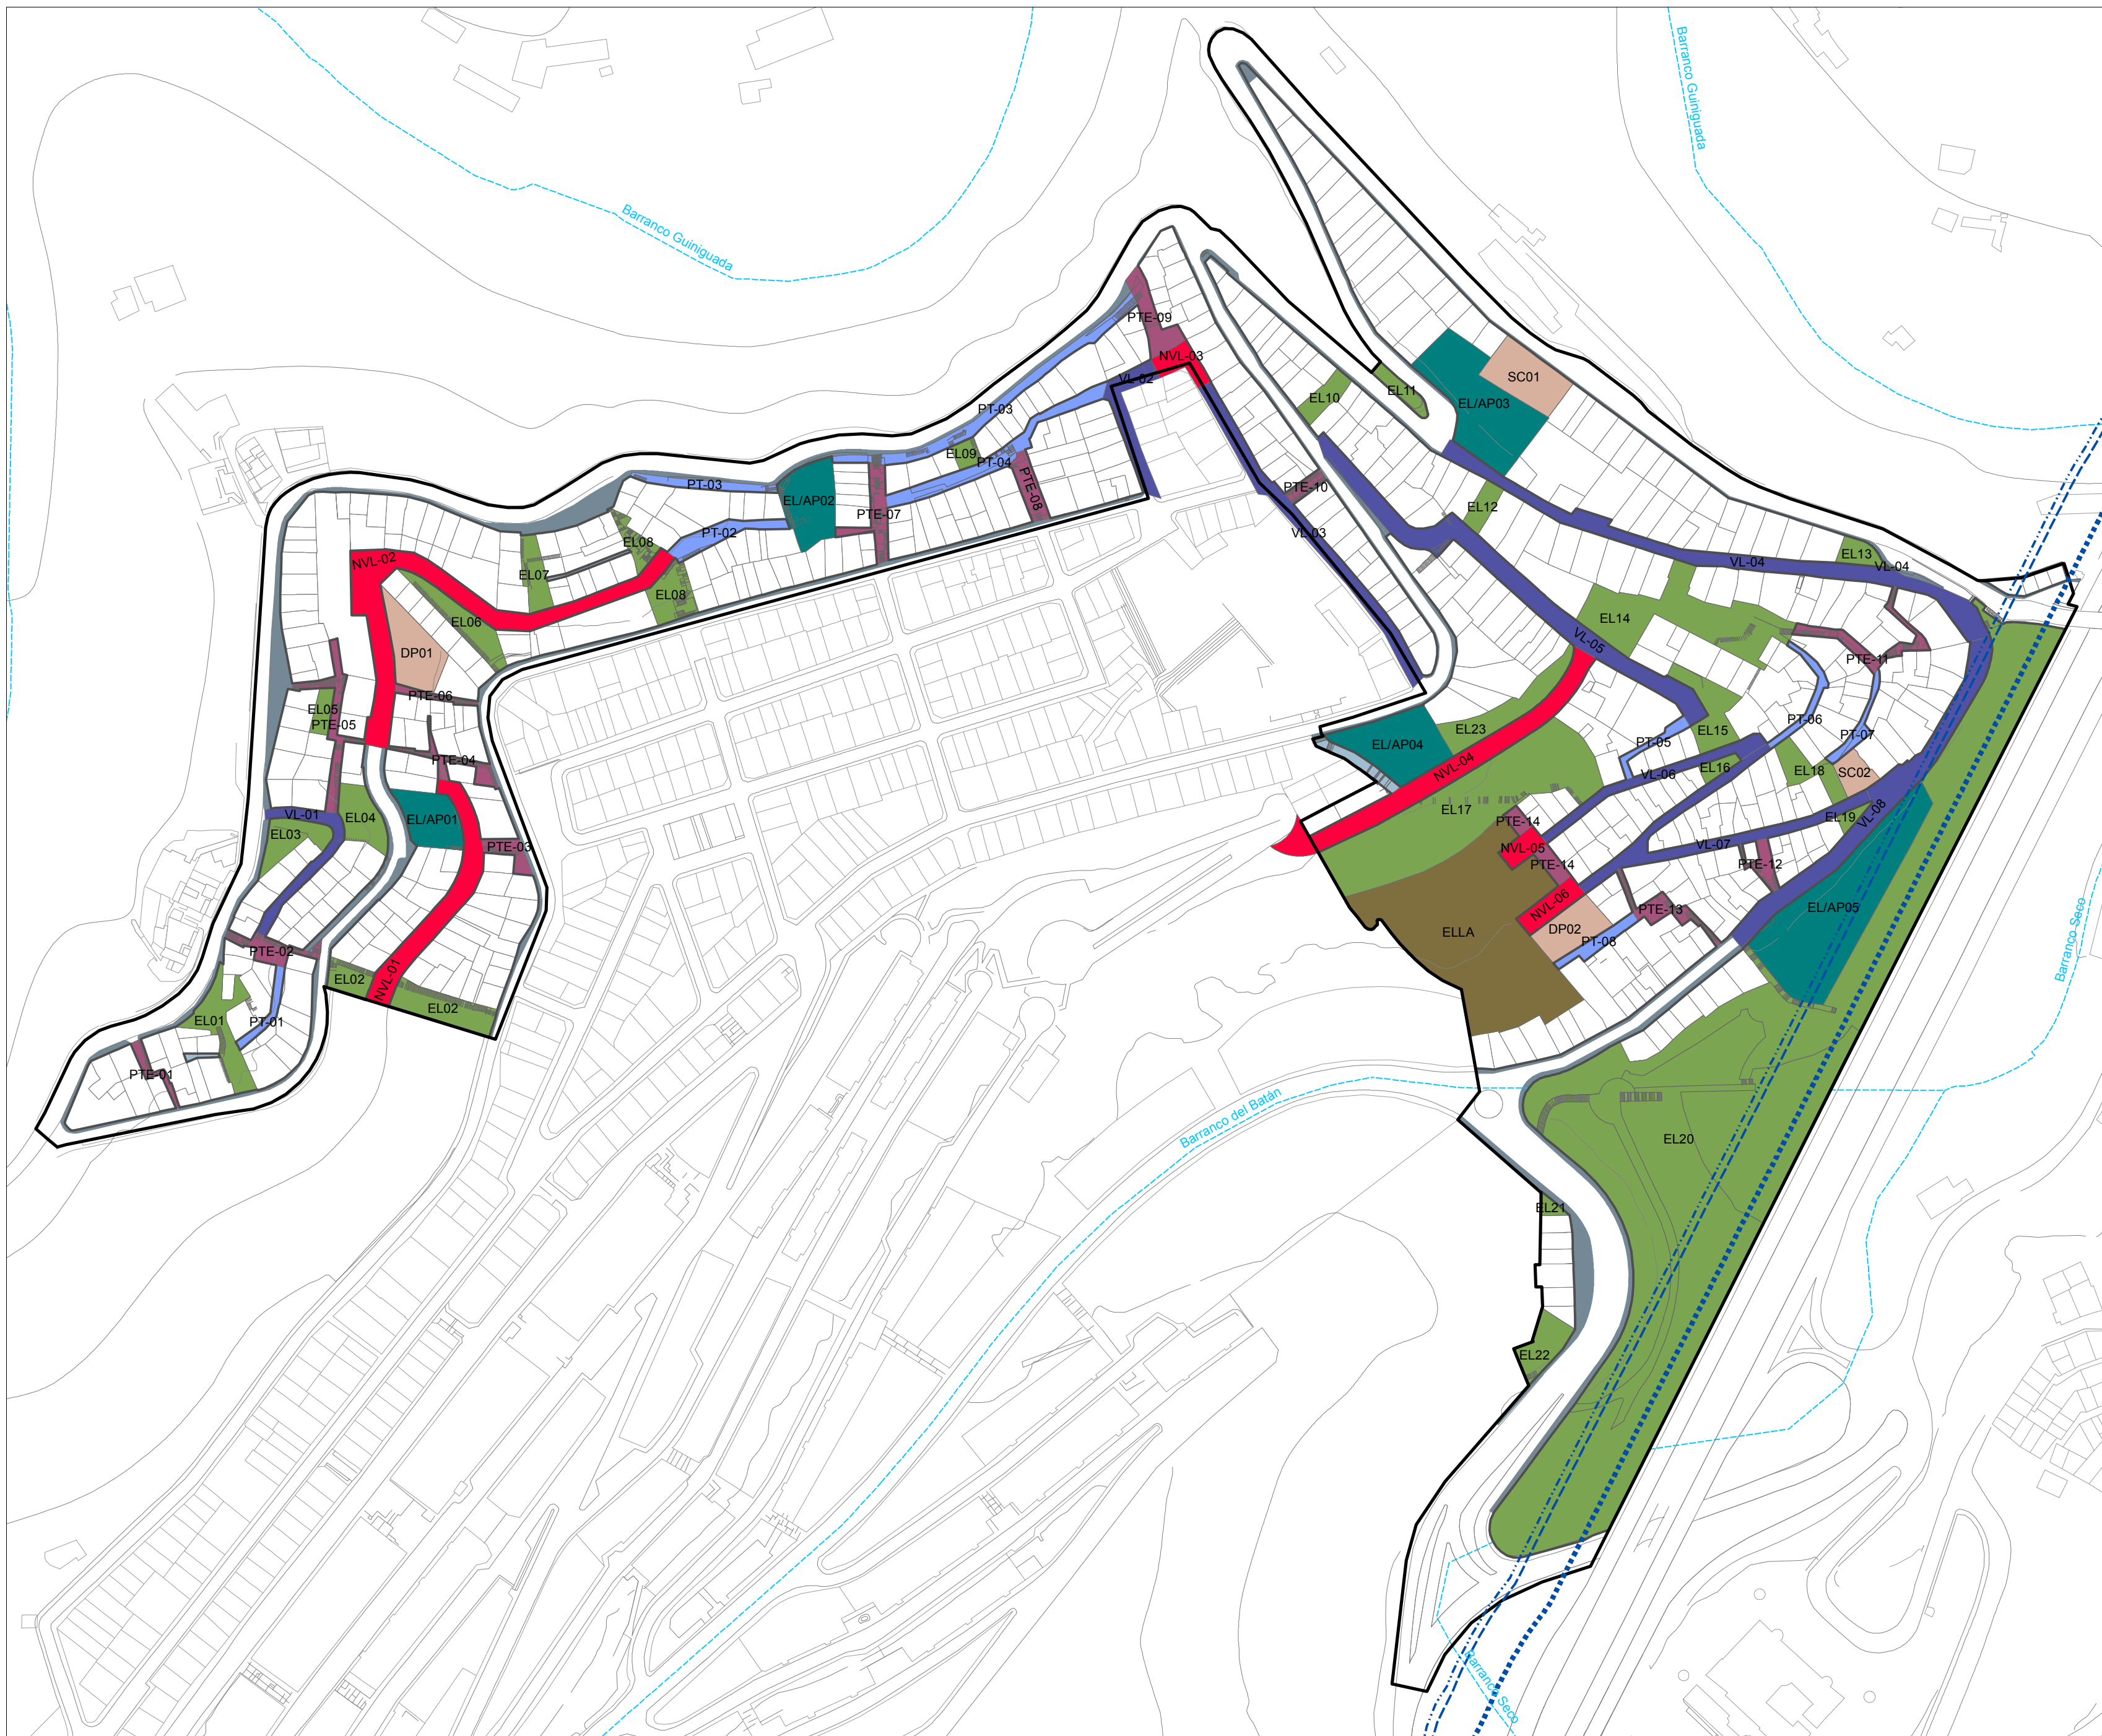 Barranco Guiniguada
Barranco Guiniguada
PTE-09
NVL-03
VL-02
SC01
EL11
EL10
EL/AP03
PT-03
EL09
PT-04
PTE-08
PT-03
EL/AP02
PTE-07
PTE-10
VL-03
EL12
PT-02
EL08
EL08
EL07
NVL-02
EL06
DP01
PTE-06
EL05
PTE-05
PTE-04
EL/AP01
EL04
VL-01
EL03
PTE-03
PTE-02
EL02
NVL-01
EL02
EL01
PT-01
PTE-01
EL13
VL-04
VL-04
EL14
VL-05
PTE-11
PT-06
PT-07
EL15
PT-05
EL23
EL/AP04
NVL-04
VL-06
EL16
EL18
SC02
EL17
PTE-14
NVL-05
PTE-14
EL19
VL-08
VL-07
PTE-12
NVL-06
PTE-13
EL/AP05
DP02
PT-08
ELLA
Barranco Seco
Barranco del Batán
EL20
EL21
EL22
Barranco Seco